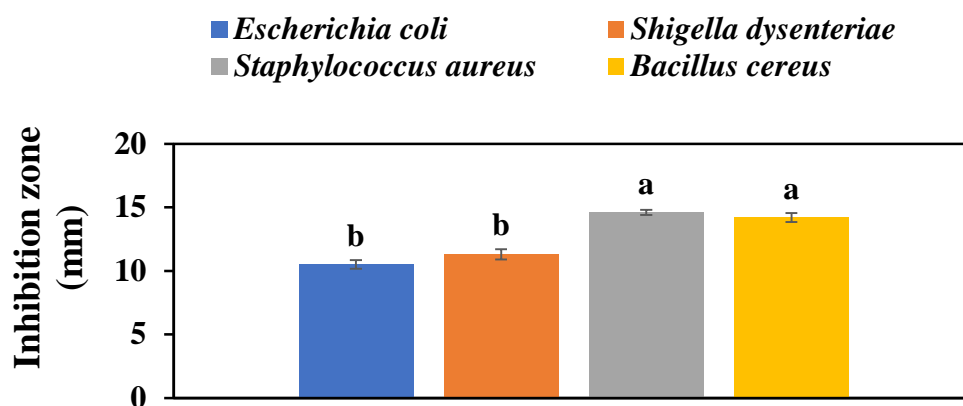 Escherichia coli
Shigella dysenteriae
Staphylococcus aureus
Bacillus cereus
Inhibition zone
(mm)
20
15
10
5
0
b
b
a
a